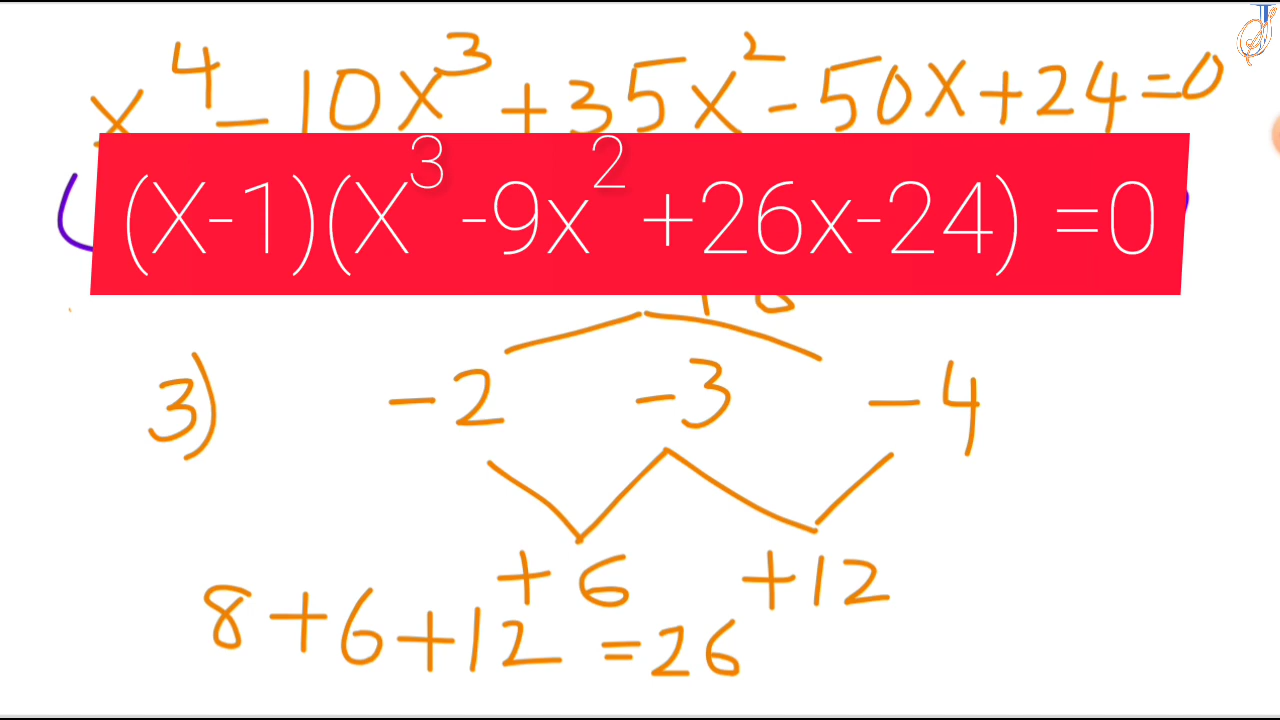 x⁴-10x³+35x²-50x+24=0
(X-1)(X³-9x²+26x-24) =0
3) -2 -3 -4
+6 +12
8+6+12=26